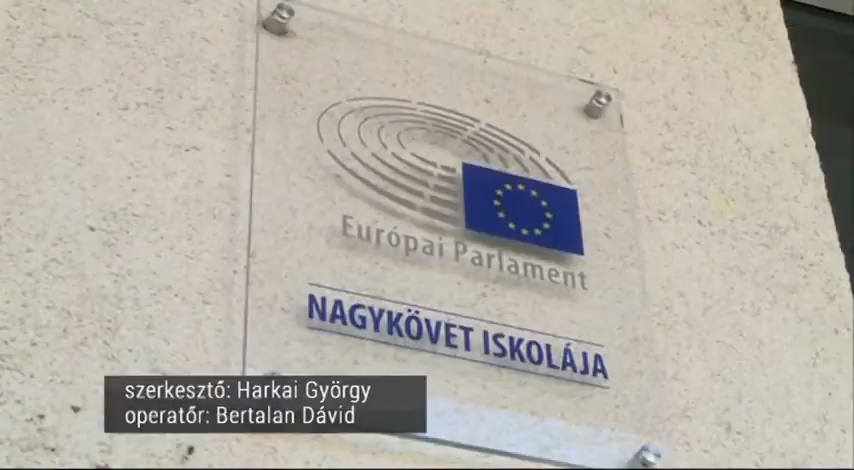 Európai Parlament
NAGYKÖVET ISKOLÁJA
szerkesztő: Harkai György
operatőr: Bertalan Dávid